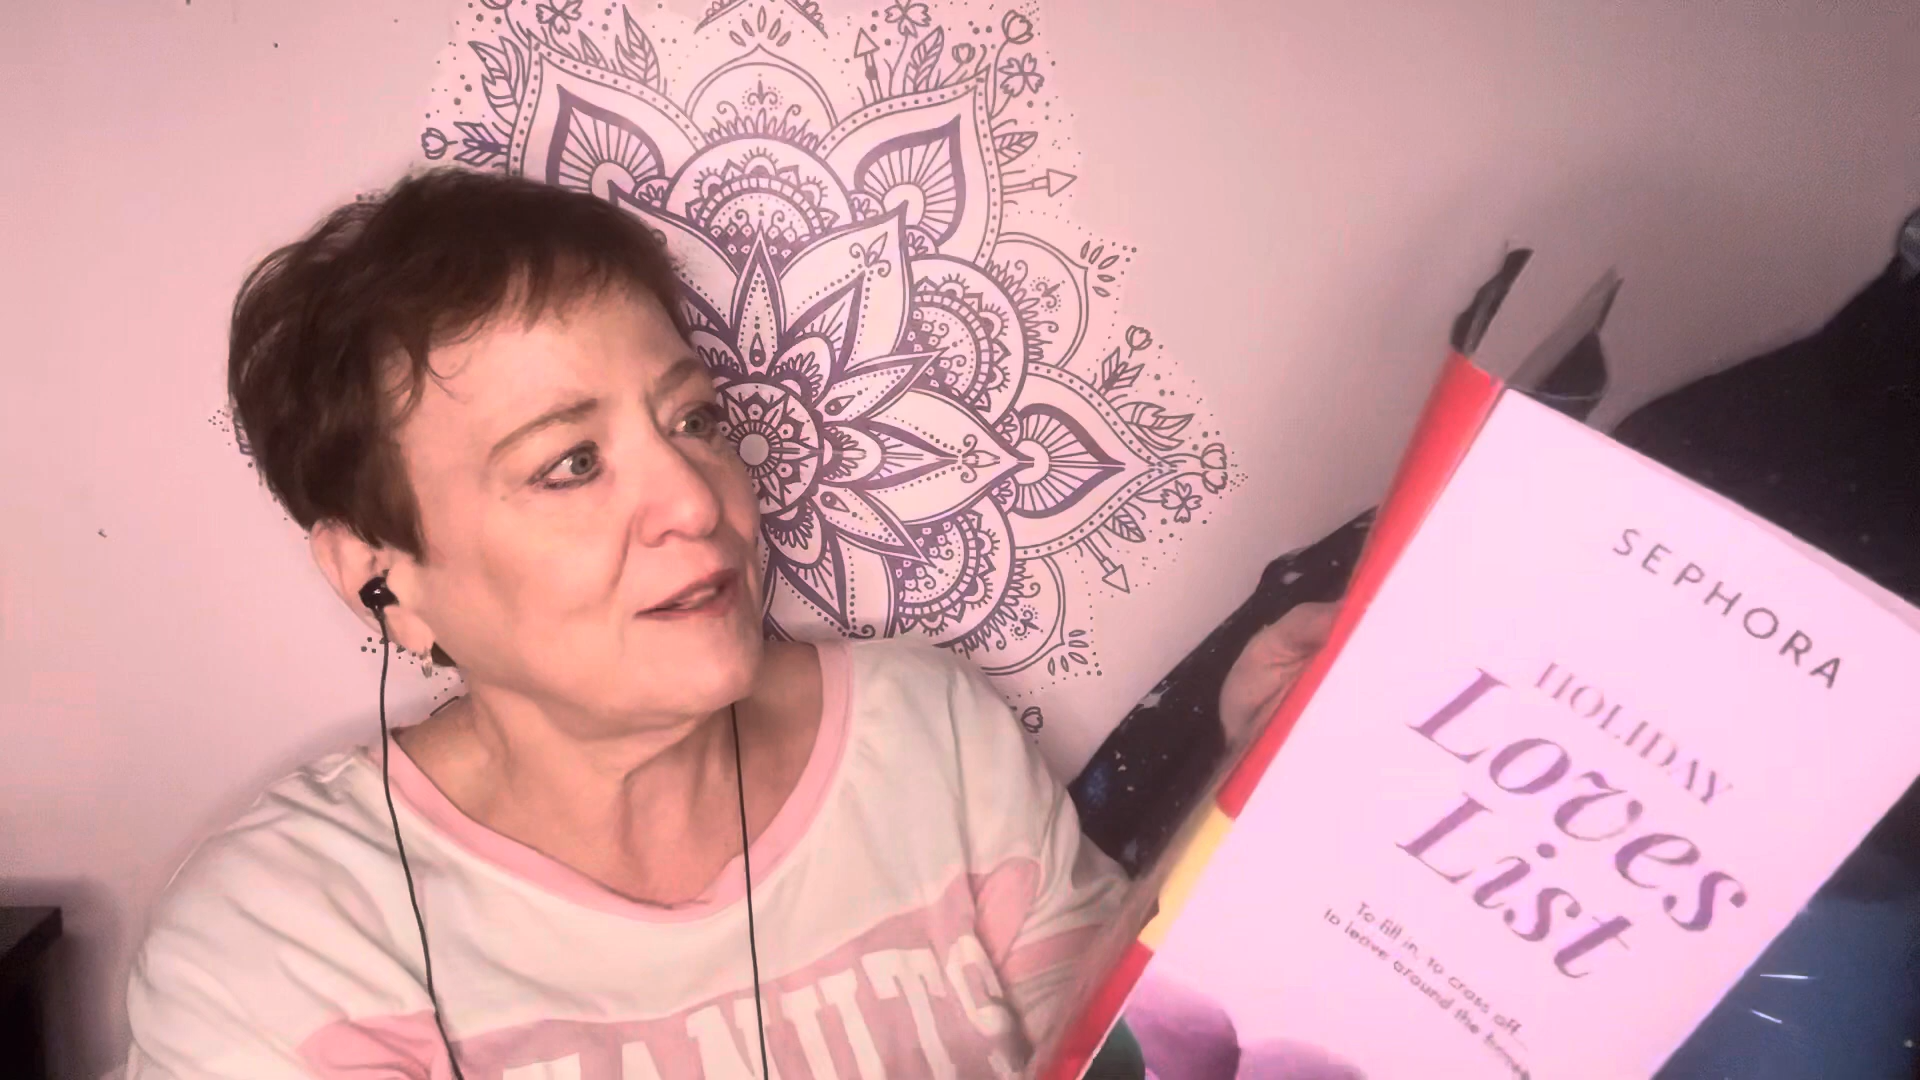 SEPHORA
HOLIDAY
Loves
List
To fill in, to cross off
to leave around the